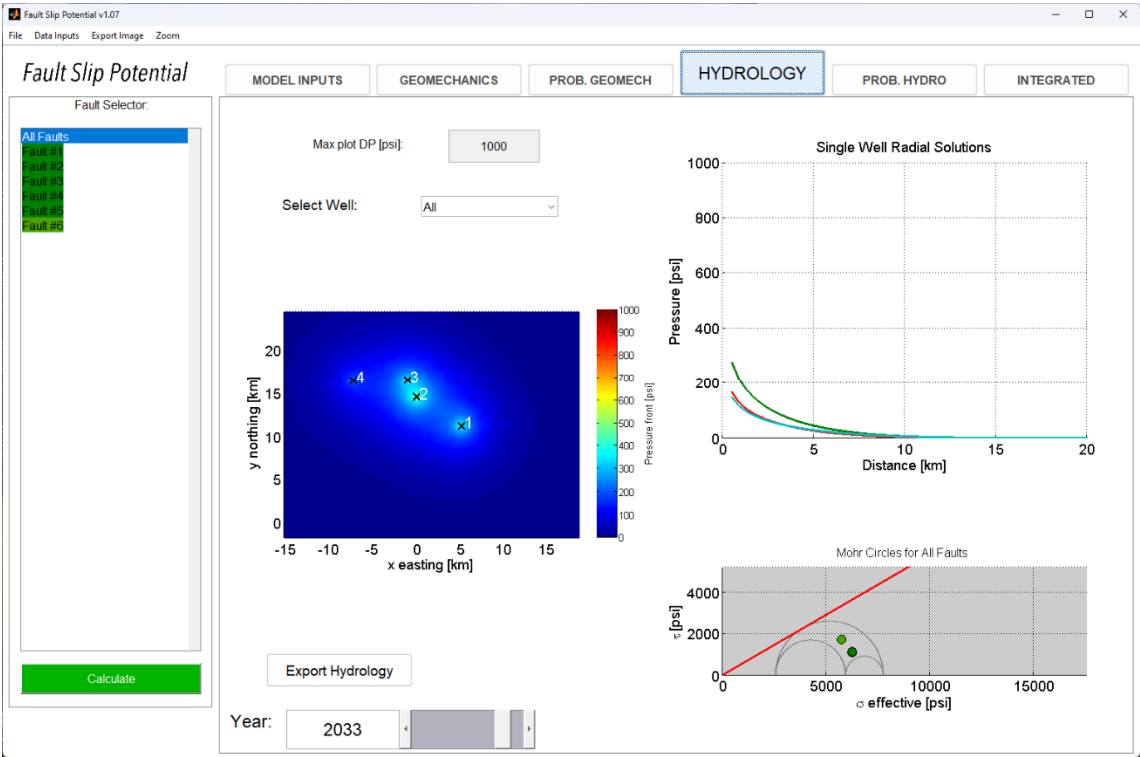 Fault Slip Potential v1.07
File Data Inputs Export Image Zoom
Fault Slip Potential
MODEL INPUTS GEOMECHANICS PROB. GEOMECH HYDROLOGY PROB. HYDRO INTEGRATED
Fault Selector:
All Faults
Fault #1
Fault #2
Fault #3
Fault #4
Fault #5
Fault #6
Calculate
Max plot DP [psi]: 1000
Select Well: All
20
15
10
5
0
y northing [km]
-15 -10 -5 0 5 10 15
x easting [km]
4
3
2
1
1000
900
800
700
600
500
400
300
200
100
0
Pressure front [psi]
Export Hydrology
Year: 2033
Single Well Radial Solutions
1000
800
600
400
200
0
Pressure [psi]
0 5 10 15 20
Distance [km]
Mohr Circles for All Faults
4000
2000
0
τ [psi]
0 5000 10000 15000
σ effective [psi]